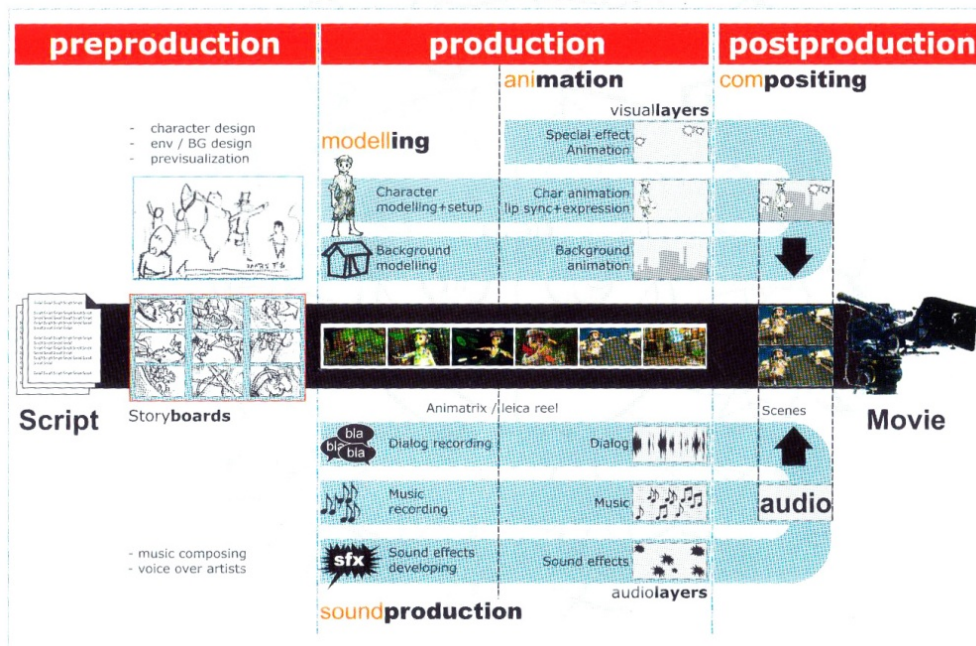 preproduction
production
postproduction
animation
compositing
visuallayers
- character design
- env / BG design
- previsualization
modelling
Special effect
Animation
Character
modelling+setup
Char animation
lip sync+expression
Background
modelling
Background
animation
Script
Storyboards
Animatrix / leica reel
Scenes
Movie
bla
bla
bla
Dialog recording
Dialog
Music
recording
Music
audio
- music composing
- voice over artists
sfx
Sound effects
developing
Sound effects
audiolayers
soundproduction